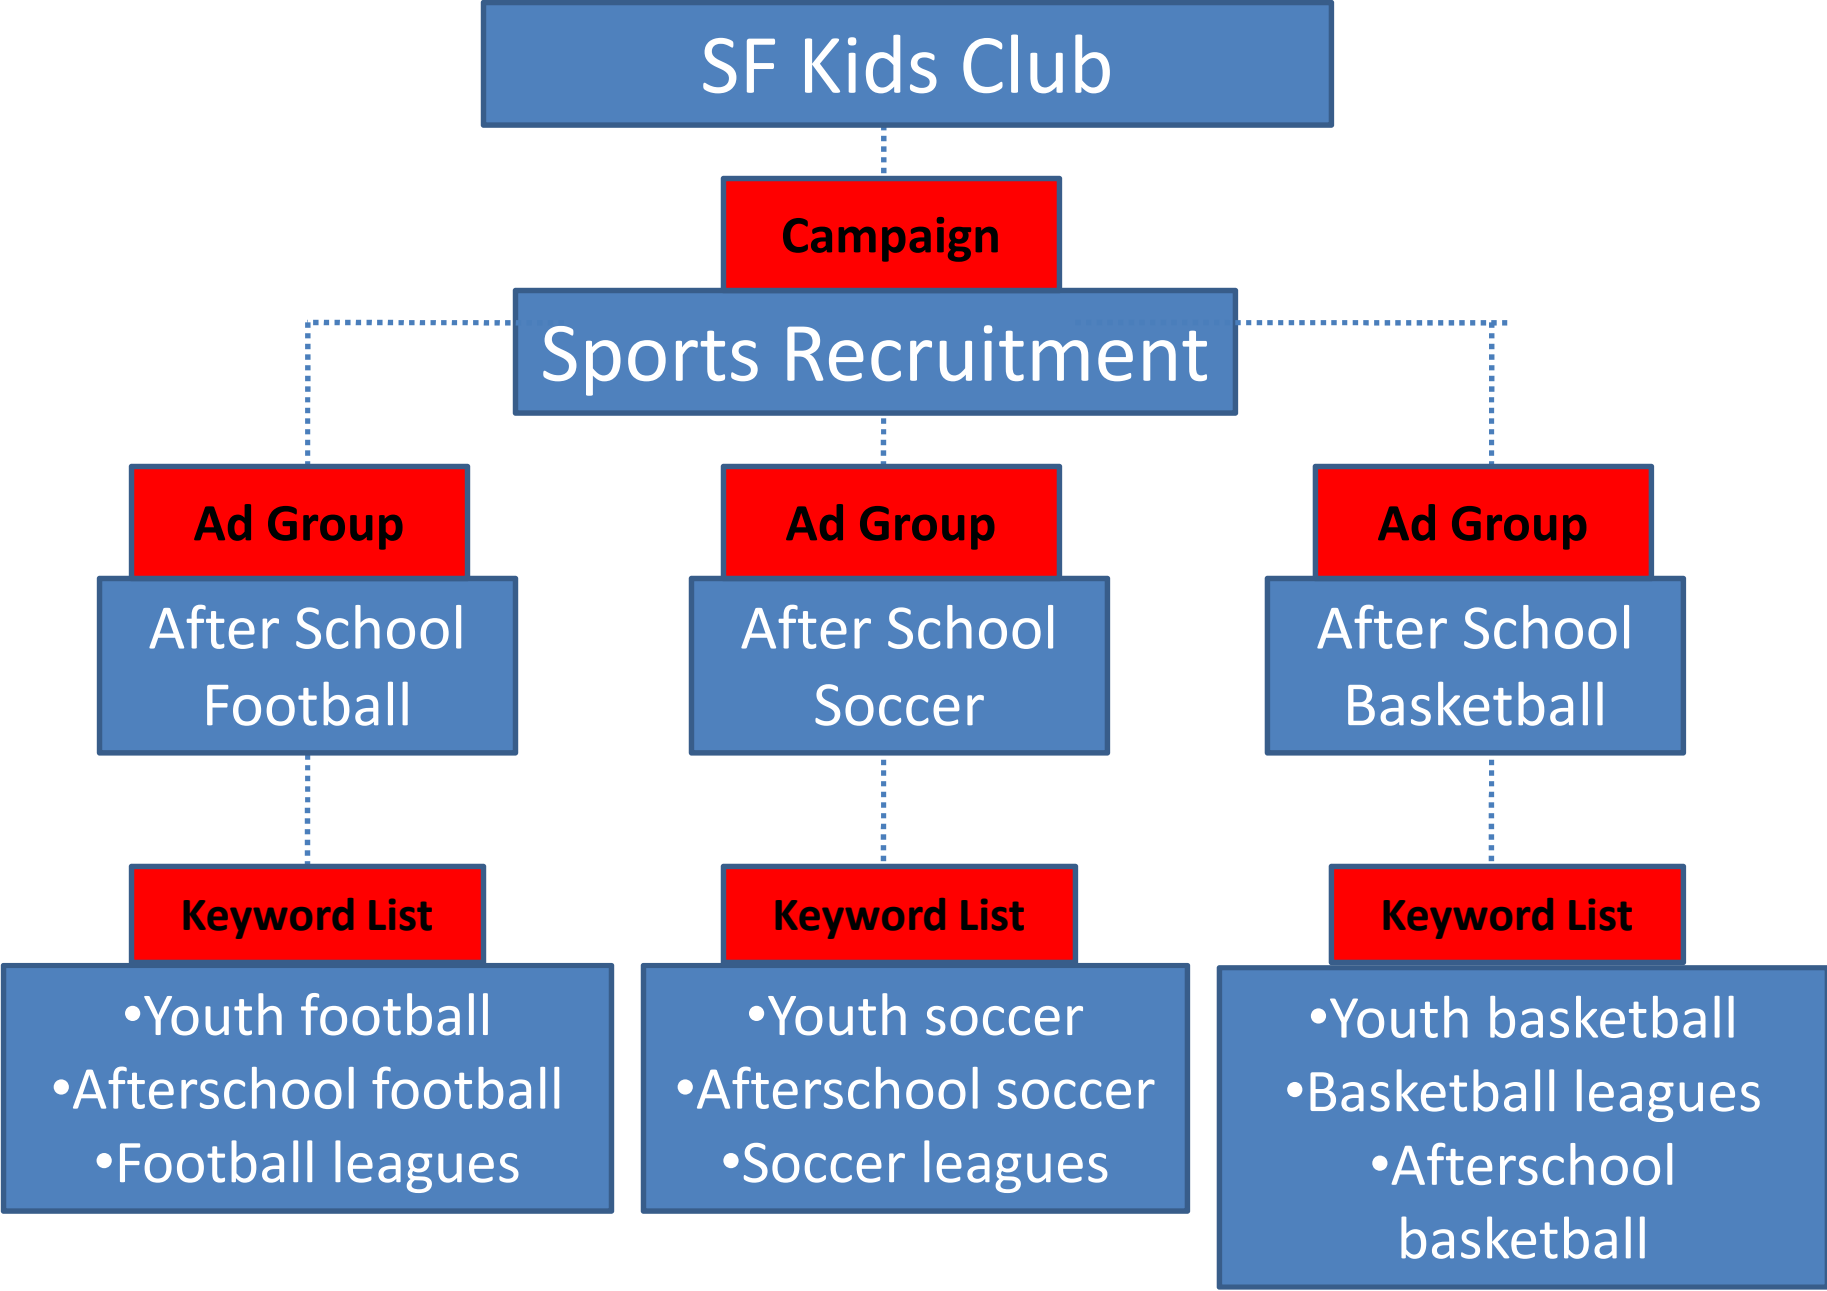 SF Kids Club
Campaign
Sports Recruitment
Ad Group
After School
Football
Ad Group
After School
Soccer
Ad Group
After School
Basketball
Keyword List
•Youth football
•Afterschool football
•Football leagues
Keyword List
•Youth soccer
•Afterschool soccer
•Soccer leagues
Keyword List
•Youth basketball
•Basketball leagues
•Afterschool
basketball